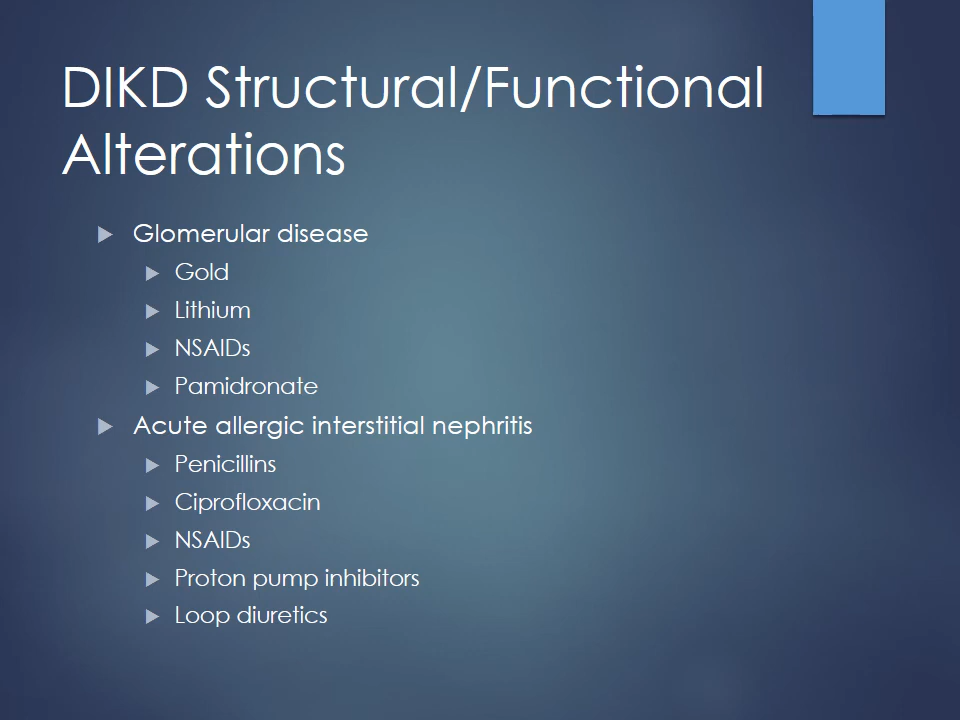 DIKD Structural/Functional
Alterations
Glomerular disease
Gold
Lithium
NSAIDs
Pamidronate
Acute allergic interstitial nephritis
Penicillins
Ciprofloxacin
NSAIDs
Proton pump inhibitors
Loop diuretics